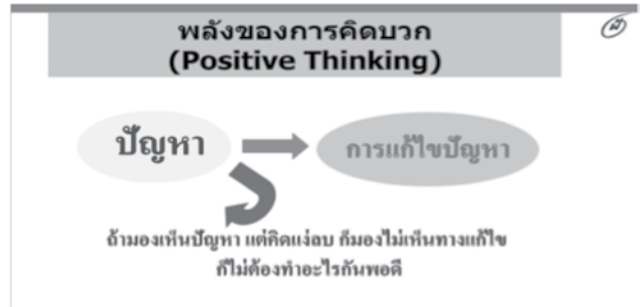 พลังของการคิดบวก
(Positive Thinking)
ปัญหา
การแก้ไขปัญหา
ถ้ามองเห็นปัญหา แต่คิดแง่ลบ ก็มองไม่เห็นทางแก้ไข
ก็ไม่ต้องทำอะไรกันพอดี